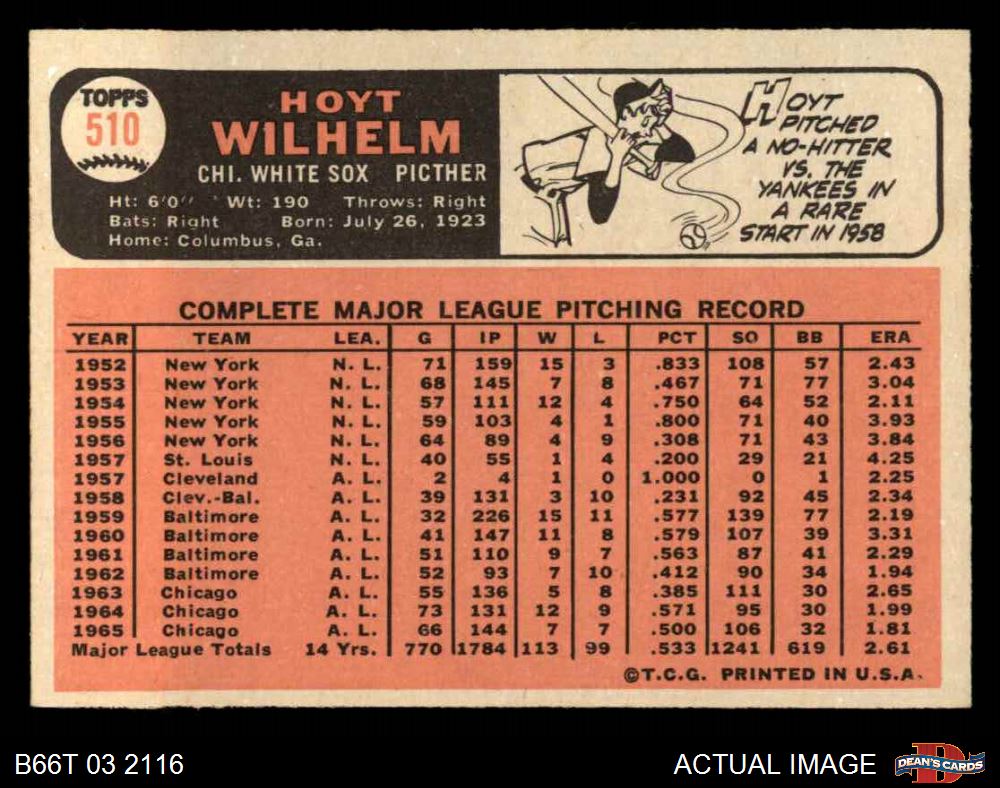 TOPPS
510
HOYT
WILHELM
CHI. WHITE SOX PICTHER
Ht: 6'0" Wt: 190 Throws: Right
Bats: Right Born: July 26, 1923
Home: Columbus, Ga.
HOYT
PITCHED
A NO-HITTER
VS. THE
YANKEES IN
A RARE
START IN 1958
COMPLETE MAJOR LEAGUE PITCHING RECORD
YEAR TEAM LEA. G IP W L PCT SO BB ERA
1952 New York N. L. 71 159 15 3 .833 108 57 2.43
1953 New York N. L. 68 145 7 8 .467 71 77 3.04
1954 New York N. L. 57 111 12 4 .750 64 52 2.11
1955 New York N. L. 59 103 4 1 .800 71 40 3.93
1956 New York N. L. 64 89 4 9 .308 71 43 3.84
1957 St. Louis N. L. 40 55 1 4 .200 29 21 4.25
1957 Cleveland A. L. 2 4 1 0 1.000 0 1 2.25
1958 Clev.-Bal. A. L. 39 131 3 10 .231 92 45 2.34
1959 Baltimore A. L. 32 226 15 11 .577 139 77 2.19
1960 Baltimore A. L. 41 147 11 8 .579 107 39 3.31
1961 Baltimore A. L. 51 110 9 7 .563 87 41 2.29
1962 Baltimore A. L. 52 93 7 10 .412 90 34 1.94
1963 Chicago A. L. 55 136 5 8 .385 111 30 2.65
1964 Chicago A. L. 73 131 12 9 .571 95 30 1.99
1965 Chicago A. L. 66 144 7 7 .500 106 32 1.81
Major League Totals 14 Yrs. 770 1784 113 99 .533 1241 619 2.61
©T.C.G. PRINTED IN U.S.A.
B66T 03 2116
ACTUAL IMAGE
DEAN'S CARDS